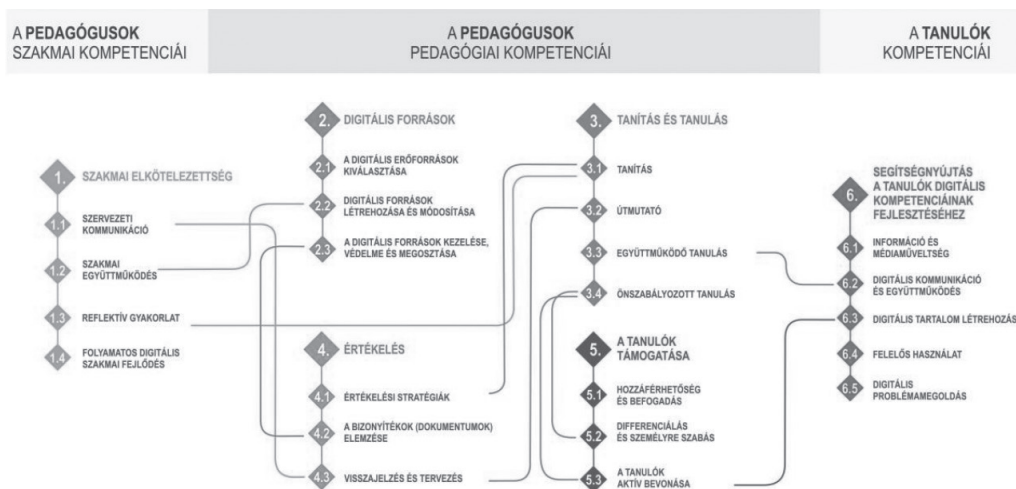 A PEDAGÓGUSOK
SZAKMAI KOMPETENCIÁI
A PEDAGÓGUSOK
PEDAGÓGIAI KOMPETENCIÁI
A TANULÓK
KOMPETENCIÁI
1. SZAKMAI ELKÖTELEZETTSÉG
1.1 SZERVEZETI
KOMMUNIKÁCIÓ
1.2 SZAKMAI
EGYÜTTMŰKÖDÉS
1.3 REFLEKTÍV GYAKORLAT
1.4 FOLYAMATOS DIGITÁLIS
SZAKMAI FEJLŐDÉS
2. DIGITÁLIS FORRÁSOK
2.1 A DIGITÁLIS ERŐFORRÁSOK
KIVÁLASZTÁSA
2.2 DIGITÁLIS FORRÁSOK
LÉTREHOZÁSA ÉS MÓDOSÍTÁSA
2.3 A DIGITÁLIS FORRÁSOK KEZELÉSE,
VÉDELME ÉS MEGOSZTÁSA
4. ÉRTÉKELÉS
4.1 ÉRTÉKELÉSI STRATÉGIÁK
4.2 A BIZONYÍTÉKOK (DOKUMENTUMOK)
ELEMZÉSE
4.3 VISSZAJELZÉS ÉS TERVEZÉS
3. TANÍTÁS ÉS TANULÁS
3.1 TANÍTÁS
3.2 ÚTMUTATÓ
3.3 EGYÜTTMŰKÖDŐ TANULÁS
3.4 ÖNSZABÁLYOZOTT TANULÁS
5. A TANULÓK
TÁMOGATÁSA
5.1 HOZZÁFÉRHETŐSÉG
ÉS BEFOGADÁS
5.2 DIFFERENCIÁLÁS
ÉS SZEMÉLYRE SZABÁS
5.3 A TANULÓK
AKTÍV BEVONÁSA
6. SEGÍTSÉGNYÚJTÁS
A TANULÓK DIGITÁLIS
KOMPETENCIÁINAK
FEJLESZTÉSÉHEZ
6.1 INFORMÁCIÓ ÉS
MÉDIAMŰVELTSÉG
6.2 DIGITÁLIS KOMMUNIKÁCIÓ
ÉS EGYÜTTMŰKÖDÉS
6.3 DIGITÁLIS TARTALOM LÉTREHOZÁS
6.4 FELELŐS HASZNÁLAT
6.5 DIGITÁLIS
PROBLÉMAMEGOLDÁS